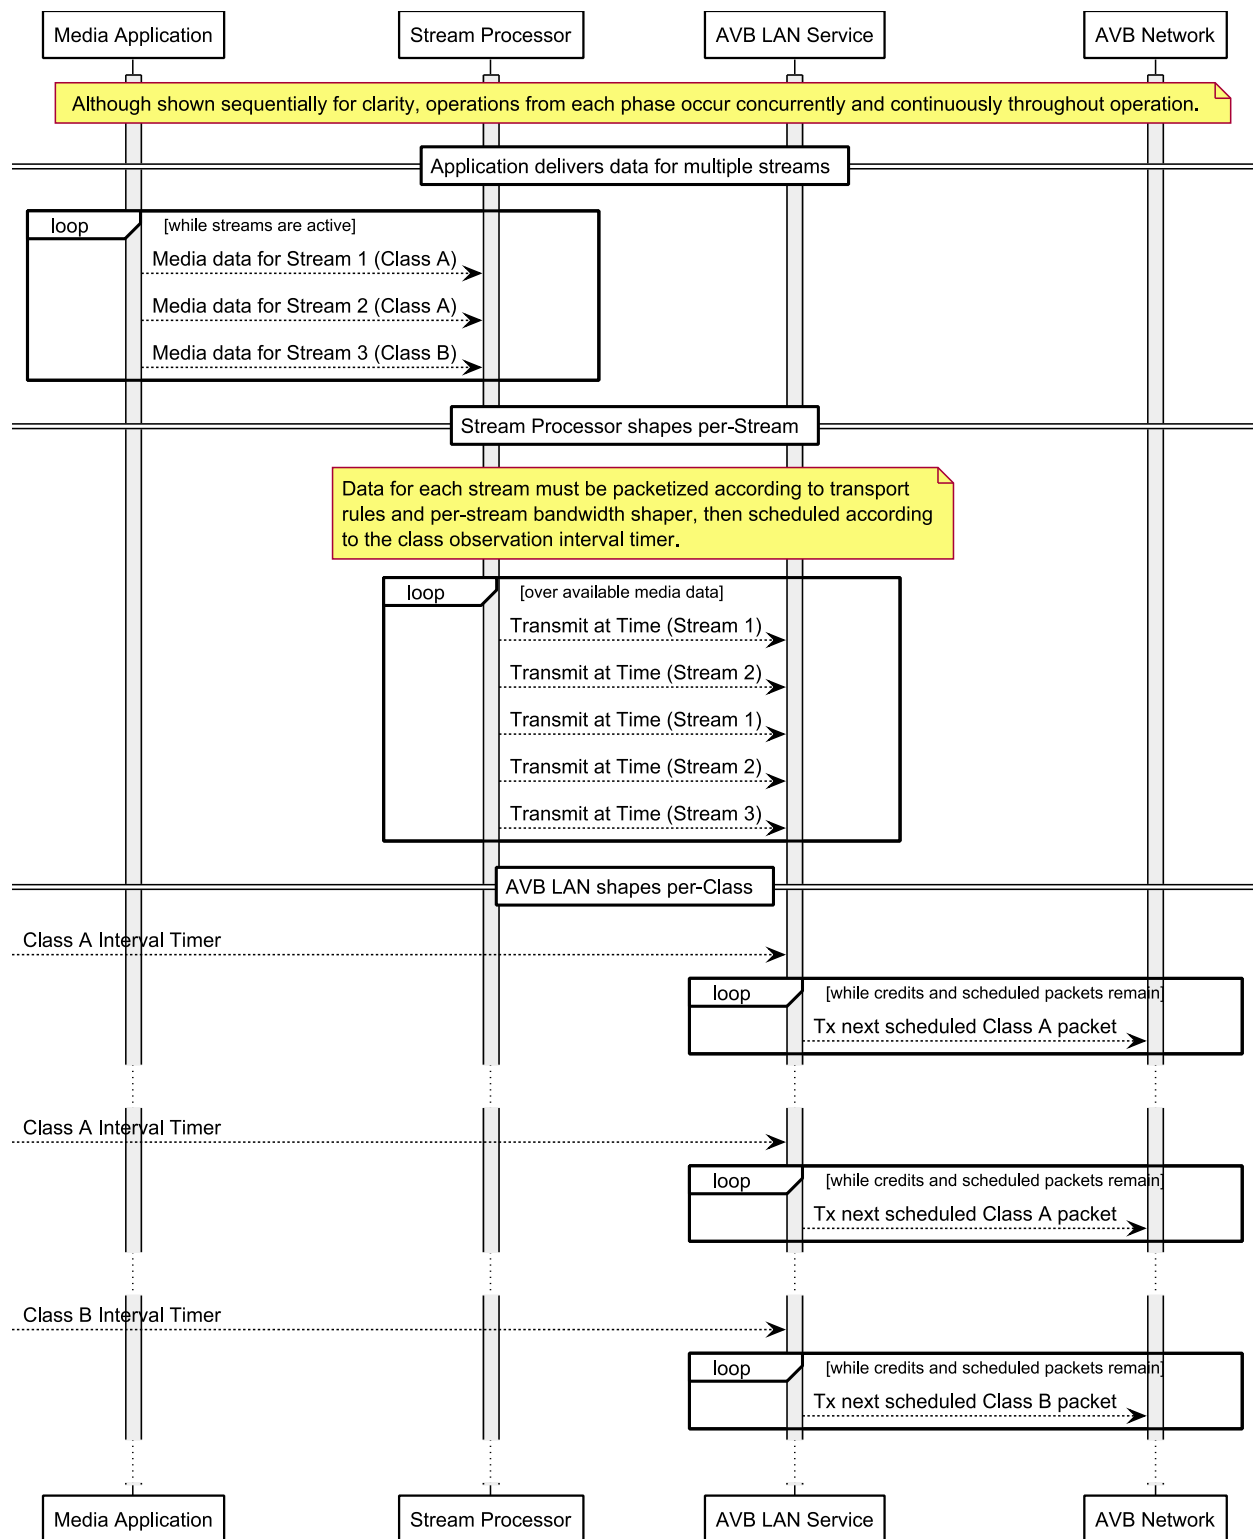 Media Application
Stream Processor
AVB LAN Service
AVB Network
Although shown sequentially for clarity, operations from each phase occur concurrently and continuously throughout operation.
Application delivers data for multiple streams
loop
[while streams are active]
Media data for Stream 1 (Class A)
Media data for Stream 2 (Class A)
Media data for Stream 3 (Class B)
Stream Processor shapes per-Stream
Data for each stream must be packetized according to transport
rules and per-stream bandwidth shaper, then scheduled according
to the class observation interval timer.
loop
[over available media data]
Transmit at Time (Stream 1)
Transmit at Time (Stream 2)
Transmit at Time (Stream 1)
Transmit at Time (Stream 2)
Transmit at Time (Stream 3)
AVB LAN shapes per-Class
Class A Interval Timer
loop
[while credits and scheduled packets remain]
Tx next scheduled Class A packet
Class A Interval Timer
loop
[while credits and scheduled packets remain]
Tx next scheduled Class A packet
Class B Interval Timer
loop
[while credits and scheduled packets remain]
Tx next scheduled Class B packet
Media Application
Stream Processor
AVB LAN Service
AVB Network